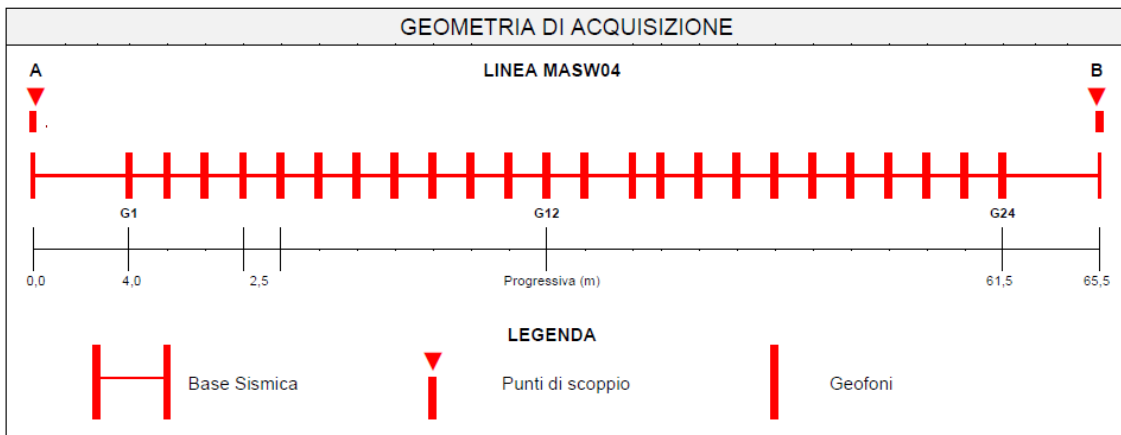 GEOMETRIA DI ACQUISIZIONE
LINEA MASW04
A
B
G1
G12
G24
0,0
4,0
2,5
Progressiva (m)
61,5
65,5
LEGENDA
Base Sismica
Punti di scoppio
Geofoni